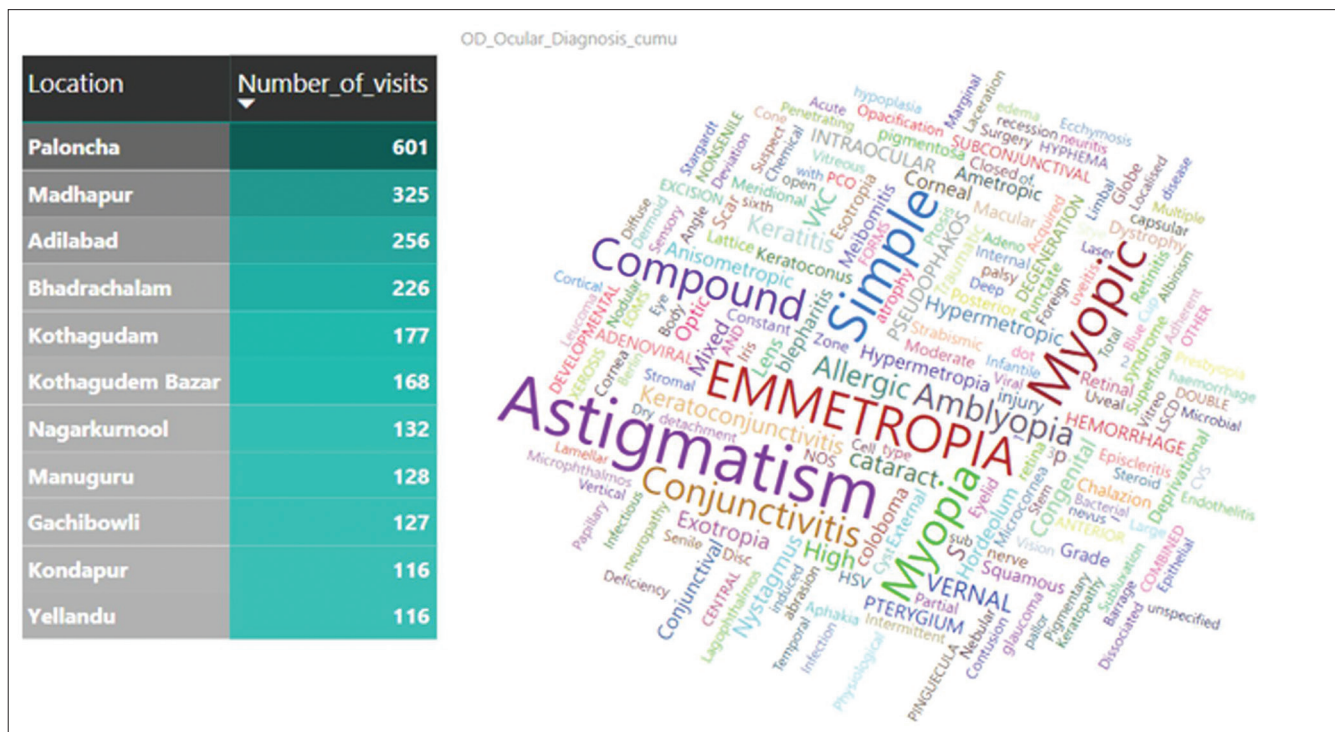 OD_Ocular_Diagnosis_cumu
Location Number_of_visits
Paloncha 601
Madhapur 325
Adilabad 256
Bhadrachalam 226
Kothagudam 177
Kothagudem Bazar 168
Nagarkurnool 132
Manuguru 128
Gachibowli 127
Kondapur 116
Yellandu 116
hypoplasia
Marginal
Laceration
edema
Acute
Opacification
recession
neuritis
Ecchymosis
Cone
Penetrating
INTRAOCULAR
pigmentosa
Surgery
HYPHEMA
SUBCONJUNCTIVAL
Stargardt
NONSENILE
Deviation
Suspect
Chemical
Vitreous
with
PCO
Closed
of
Limbal
Globe
Localised
disease
EXCISION
Meridional
open
VKC
Esotropia
Corneal
Ametropic
Multiple
capsular
Diffuse
Dermoid
Sensory
Angle
Scar
sixth
Keratitis
Meibomitis
FORMS
Simple
Ptosis
Macular
Acquired
Laser
Dystrophy
Lattice
Keratoconus
Adeno
Internal
Traumatic
palsy
Deep
DEGENERATION
Punctate
uveitis
Retinitis
Albinism
Compound
Anisometropic
atrophy
PSEUDOPHAKOS
Posterior
Foreign
Myopic
Cortical
Leucoma
Nodular
EOMS
Eye
Body
Optic
Constant
blepharitis
Hypermetropic
Cup
Blue
Adherent
OTHER
DEVELOPMENTAL
ADENOVIRAL
Mixed
AND
Iris
Lens
Zone
Strabismic
dot
Total
2
syndrome
Superficial
Presbyopia
XEROSIS
Cornea
Berlin
Hypermetropia
Moderate
Infantile
Viral
Retinal
Uveal
haemorrhage
DOUBLE
Stromal
EMMETROPIA
Allergic
Amblyopia
injury
Vitreo
LSCD
Microbial
Astigmatism
Keratoconjunctivitis
HEMORRHAGE
Dry
detachment
NOS
Cell
type
cataract
retina
Episcleritis
Steroid
Deprivational
CVS
Lamellar
Microphthalmos
Vertical
Conjunctivitis
Myopia
Eyelid
Microcornea
Congenital
Chalazion
Endothelitis
Papillary
Infectious
neuropathy
Exotropia
High
coloboma
Cyst
External
sub
S
Hordeolum
Stem
Bacterial
nevus
ANTERIOR
Large
COMBINED
Senile
Disc
Deficiency
Conjunctival
CENTRAL
Nystagmus
induced
abrasion
HSV
VERNAL
nerve
Vision
Grade
Squamous
Subluxation
Epithelial
Lagophthalmos
Aphakia
PTERYGIUM
Partial
Intermittent
Pigmentary
Keratopathy
Barrage
Dissociated
unspecified
Temporal
Infection
Physiological
PINGUECULA
Nebular
Contusion
glaucoma
pallor